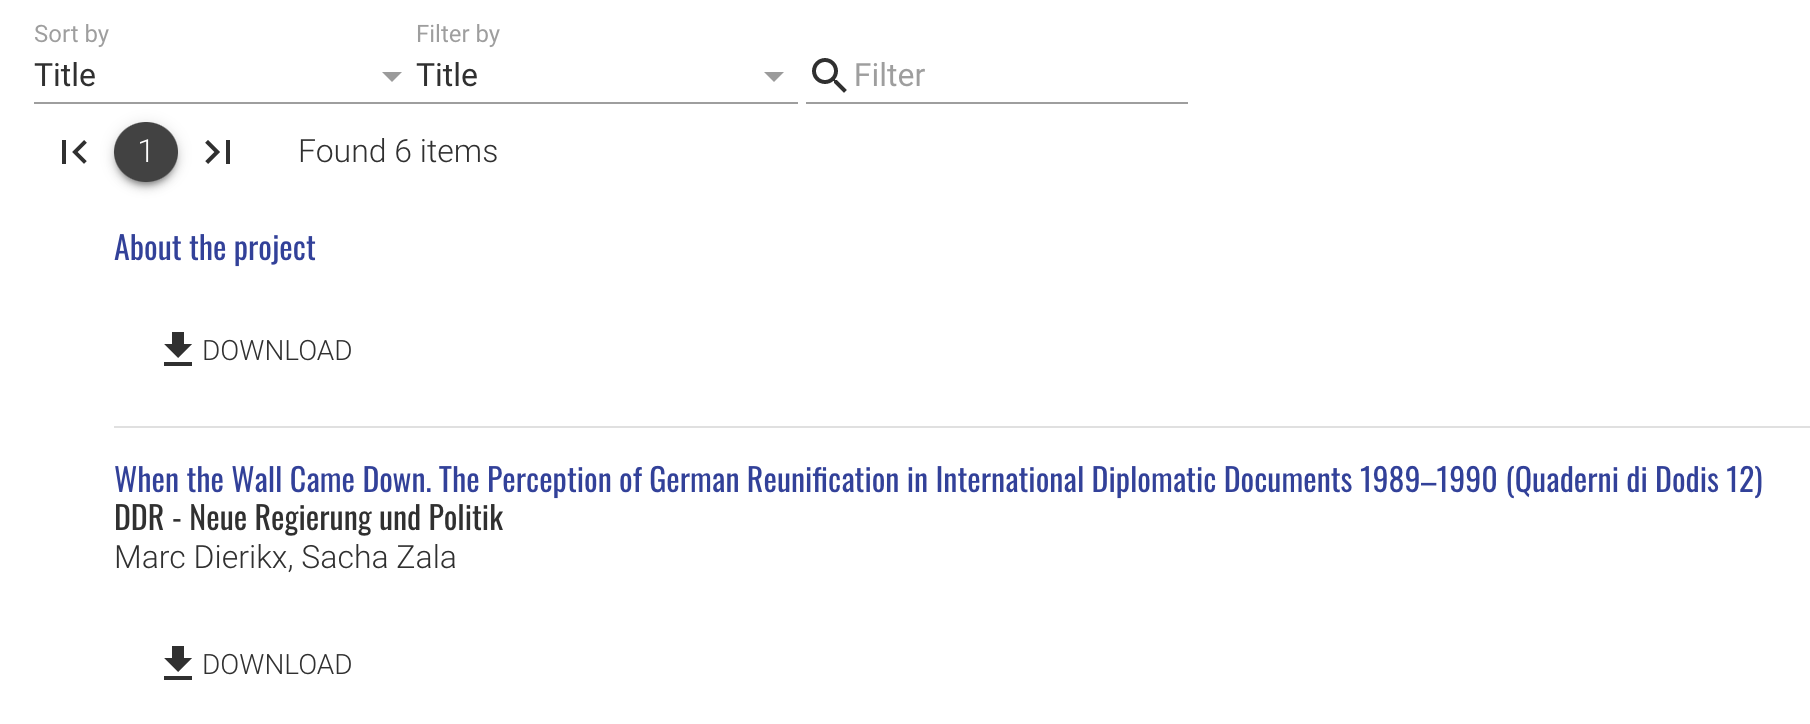 Sort by
Filter by
Title
Title
Filter
1
Found 6 items
About the project
DOWNLOAD
When the Wall Came Down. The Perception of German Reunification in International Diplomatic Documents 1989–1990 (Quaderni di Dodis 12)
DDR - Neue Regierung und Politik
Marc Dierikx, Sacha Zala
DOWNLOAD